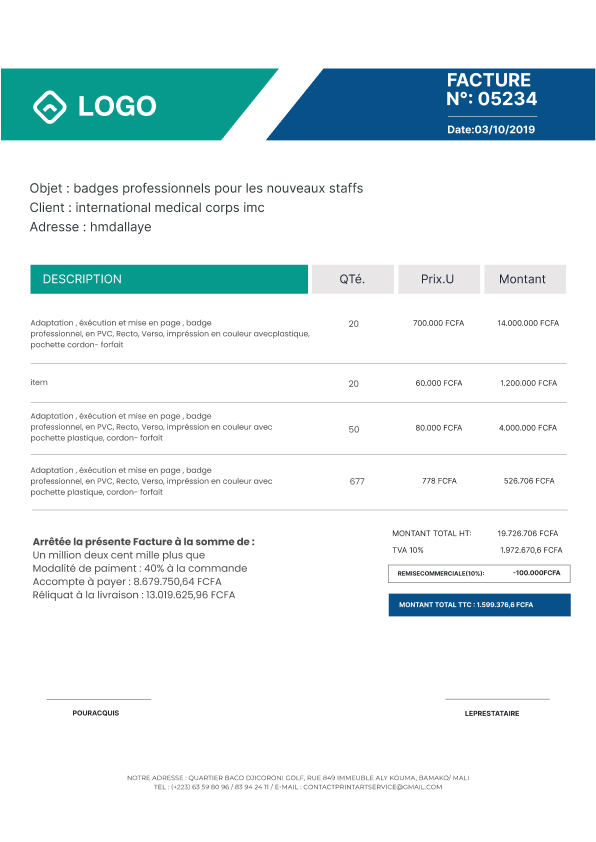 LOGO
FACTURE
N°: 05234
Date:03/10/2019
Objet : badges professionnels pour les nouveaux staffs
Client : international medical corps imc
Adresse : hmdallaye
DESCRIPTION QTé. Prix.U Montant
Adaptation , éxécution et mise en page , badge
professionnel, en PVC, Recto, Verso, impréssion en couleur avecplastique,
pochette cordon- forfait
20 700.000 FCFA 14.000.000 FCFA
item 20 60.000 FCFA 1.200.000 FCFA
Adaptation , éxécution et mise en page , badge
professionnel, en PVC, Recto, Verso, impréssion en couleur avec
pochette plastique, cordon- forfait
50 80.000 FCFA 4.000.000 FCFA
Adaptation , éxécution et mise en page , badge
professionnel, en PVC, Recto, Verso, impréssion en couleur avec
pochette plastique, cordon- forfait
677 778 FCFA 526.706 FCFA
Arrêtée la présente Facture à la somme de :
Un million deux cent mille plus que
Modalité de paiment : 40% à la commande
Accompte à payer : 8.679.750,64 FCFA
Réliquat à la livraison : 13.019.625,96 FCFA
MONTANT TOTAL HT: 19.726.706 FCFA
TVA 10% 1.972.670,6 FCFA
REMISECOMMERCIALE(10%): -100.000FCFA
MONTANT TOTAL TTC : 1.599.376,6 FCFA
POURACQUIS LEPRESTATAIRE
NOTRE ADRESSE : QUARTIER BACO DJICORONI GOLF, RUE 849 IMMEUBLE ALY KOUMA, BAMAKO/ MALI
TEL : (+223) 63 59 80 96 / 83 94 24 11 / E-MAIL : CONTACTPRINTARTSERVICE@GMAIL.COM